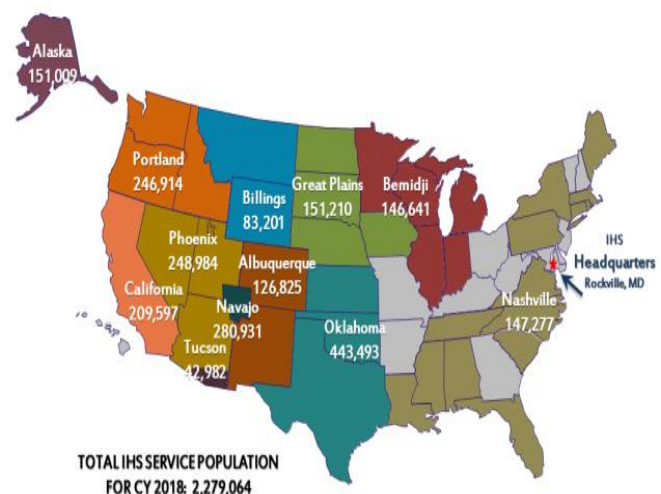 Alaska
151,009
Portland
246,914
Billings
83,201
Great Plains
151,210
Bemidji
146,641
IHS
Headquarters
Rockville, MD
Phoenix
248,984
Albuquerque
126,825
California
209,597
Navajo
280,931
Oklahoma
443,493
Nashville
147,277
Tucson
42,982
TOTAL IHS SERVICE POPULATION
FOR CY 2018: 2,279,064